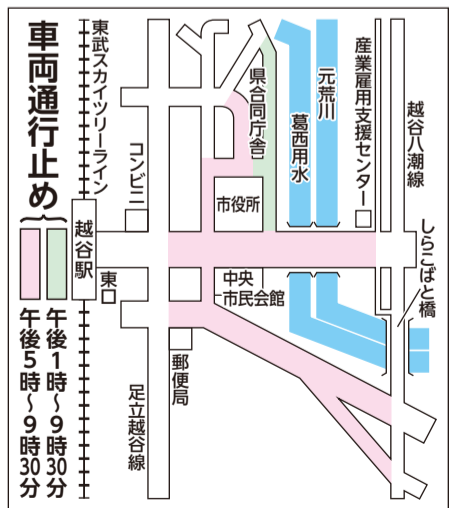 車両通行止め
午後1時〜9時30分
午後5時〜9時30分
東武スカイツリーライン
越谷駅
東口
コンビニ
足立越谷線
郵便局
県合同庁舎
市役所
中央
市民会館
葛西用水
元荒川
産業雇用支援センター
越谷八潮線
しらこばと橋